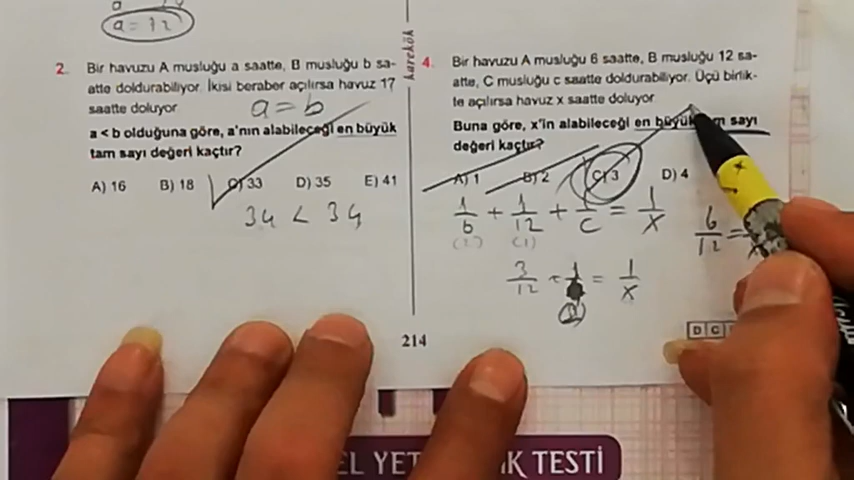 a = 12
2. Bir havuzu A musluğu a saatte, B musluğu b sa-
atte doldurabiliyor. İkisi beraber açılırsa havuz 17
saatte doluyor.
a = b
a < b olduğuna göre, a'nın alabileceği en büyük
tam sayı değeri kaçtır?
A) 16 B) 18 C) 33 D) 35 E) 41
34 < 34
karekök
4. Bir havuzu A musluğu 6 saatte, B musluğu 12 sa-
atte, C musluğu c saatte doldurabiliyor. Üçü birlik-
te açılırsa havuz x saatte doluyor
Buna göre, x'in alabileceği en büyük tam sayı
değeri kaçtır?
A) 1 B) 2 C) 3 D) 4
1/6 + 1/12 + 1/C = 1/X
(2) (1)
6/12 =
3/12 + 1 = 1/X
D C
214
EL YET K TESTİ